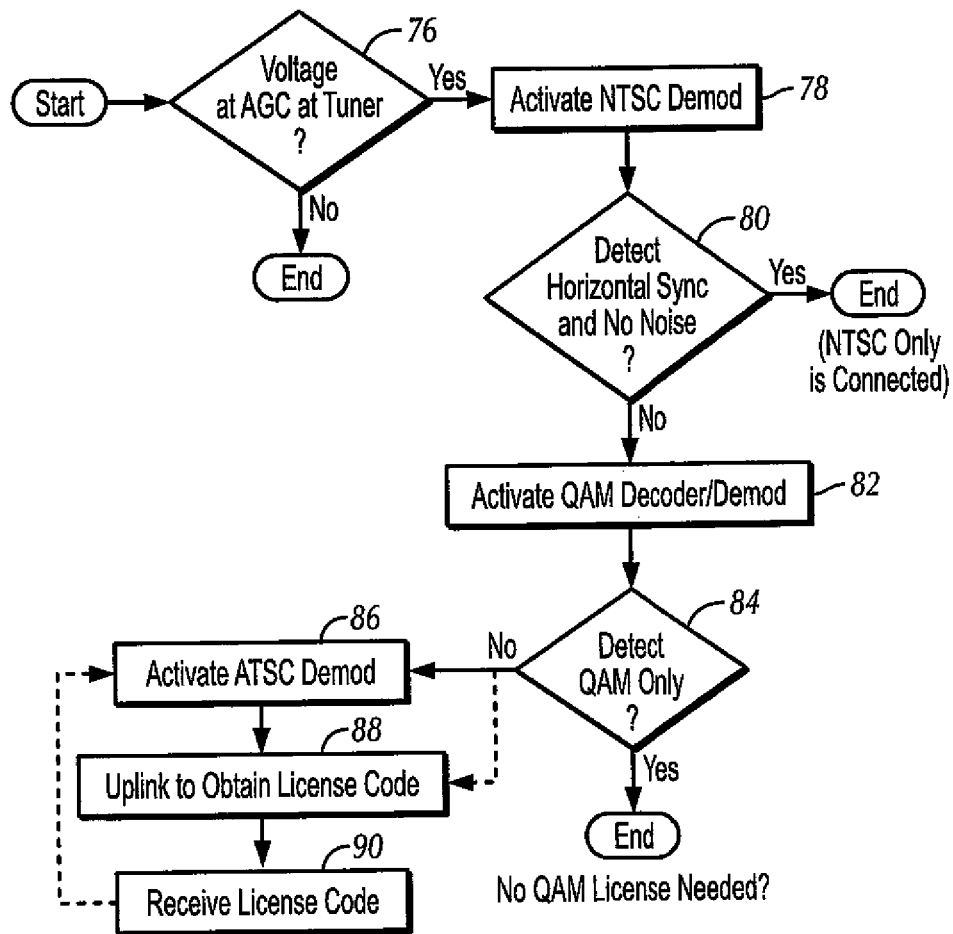 76
Voltage
at AGC at Tuner
?
Start
Yes
Activate NTSC Demod
78
No
End
80
Detect
Horizontal Sync
and No Noise
?
Yes
End
(NTSC Only
is Connected)
No
Activate QAM Decoder/Demod
82
84
Detect
QAM Only
?
No
86
Activate ATSC Demod
88
Uplink to Obtain License Code
90
Receive License Code
Yes
End
No QAM License Needed?